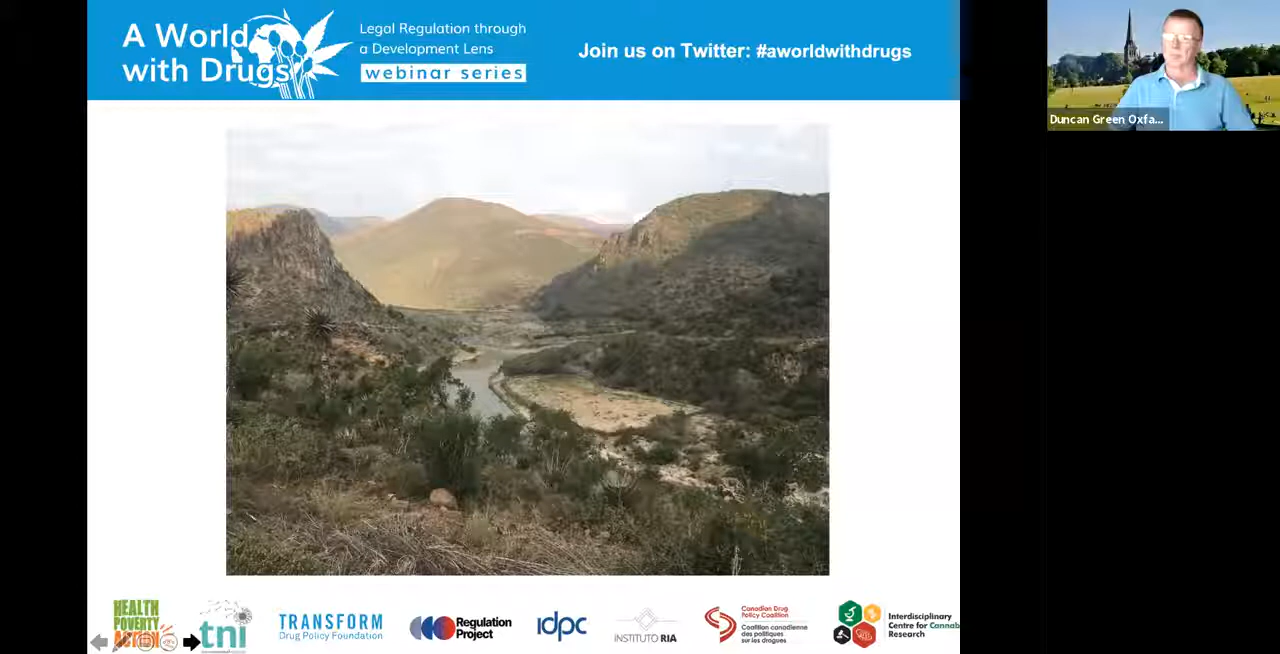 A World
with Drugs
Legal Regulation through
a Development Lens
webinar series
Join us on Twitter: #aworldwithdrugs
Duncan Green Oxfa...
HEALTH
POVERTY
tni
TRANSFORM
Drug Policy Foundation
Regulation
Project
idpc
INSTITUTO RIA
Canadian Drug
Policy Coalition
Coalition canadienne
des politiques
sur les drogues
Interdisciplinary
Centre for Cannab
Research